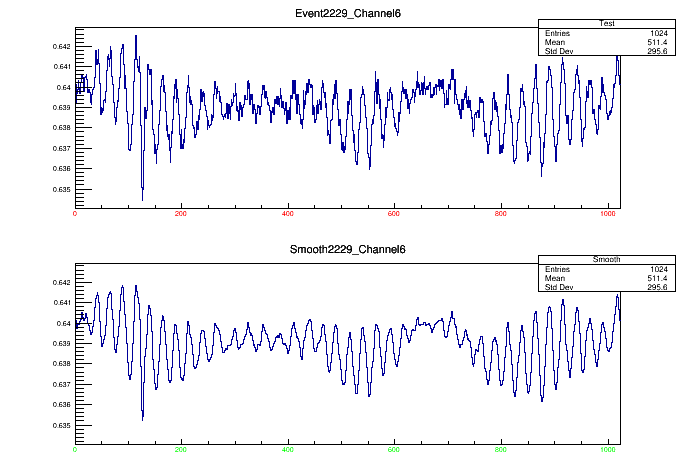 Event2229_Channel6
Test
Entries 1024
Mean 511.4
Std Dev 295.6
0.642
0.641
0.64
0.639
0.638
0.637
0.636
0.635
0 200 400 600 800 1000
Smooth2229_Channel6
Smooth
Entries 1024
Mean 511.4
Std Dev 295.6
0.642
0.641
0.64
0.639
0.638
0.637
0.636
0.635
0 200 400 600 800 1000